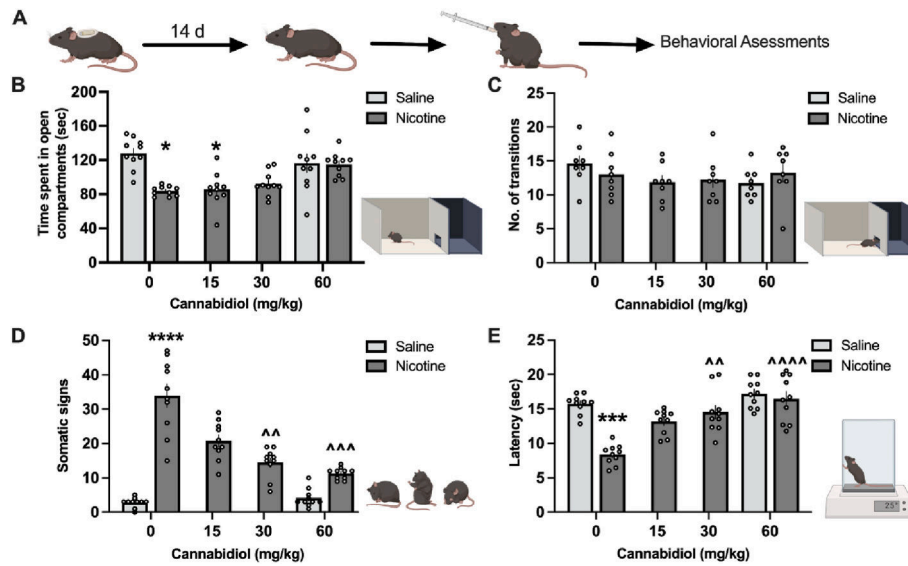 A
14 d
Behavioral Asessments
B
Time spent in open
compartments (sec)
200
160
120
80
40
0
*
*
Saline
Nicotine
0
15
30
60
Cannabidiol (mg/kg)
C
No. of transitions
25
20
15
10
5
0
Saline
Nicotine
0
15
30
60
Cannabidiol (mg/kg)
D
Somatic signs
50
40
30
20
10
0
****
^^
^^^
Saline
Nicotine
0
15
30
60
Cannabidiol (mg/kg)
E
Latency (sec)
25
20
15
10
5
0
***
^^
^^^^
Saline
Nicotine
0
15
30
60
Cannabidiol (mg/kg)